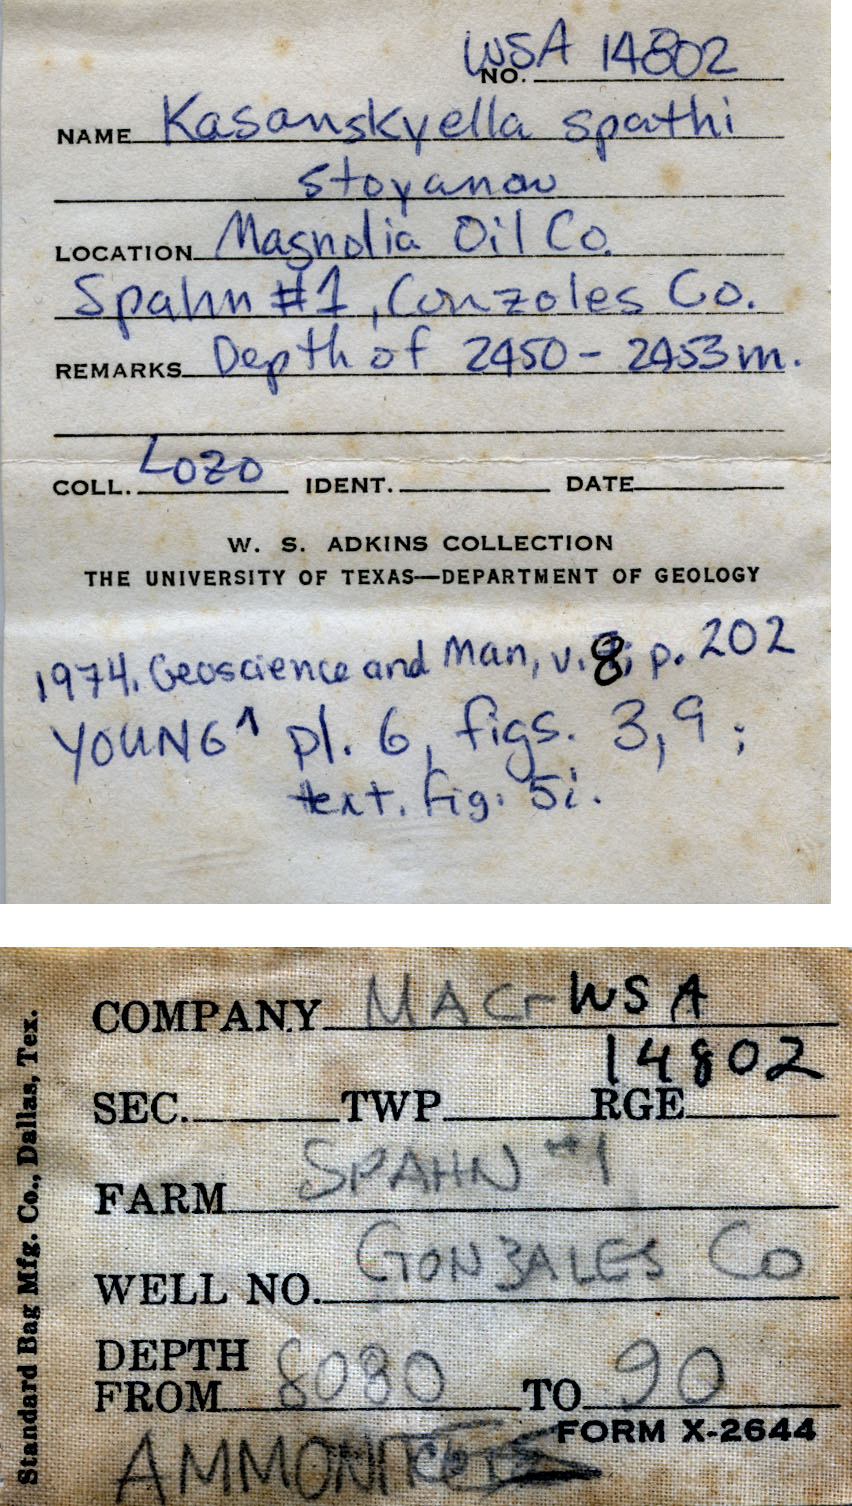 WSA 14802
NO.
NAME Kasanskyella spathi
Stoyanow
LOCATION Magnolia Oil Co.
Spahn #1, Gonzoles Co.
REMARKS Depth of 2450 - 2453 m.
COLL. Lozo IDENT. DATE
W. S. ADKINS COLLECTION
THE UNIVERSITY OF TEXAS—DEPARTMENT OF GEOLOGY
1974. Geoscience and Man, v. 8; p. 202
YOUNG^ pl. 6, figs. 3, 9;
text. fig. 5i.
Standard Bag Mfg. Co., Dallas, Tex.
COMPANY WSA
14802
SEC. TWP RGE
FARM SPAHN #1
WELL NO. GONZALES Co
DEPTH
FROM 8080 TO 90
FORM X-2644